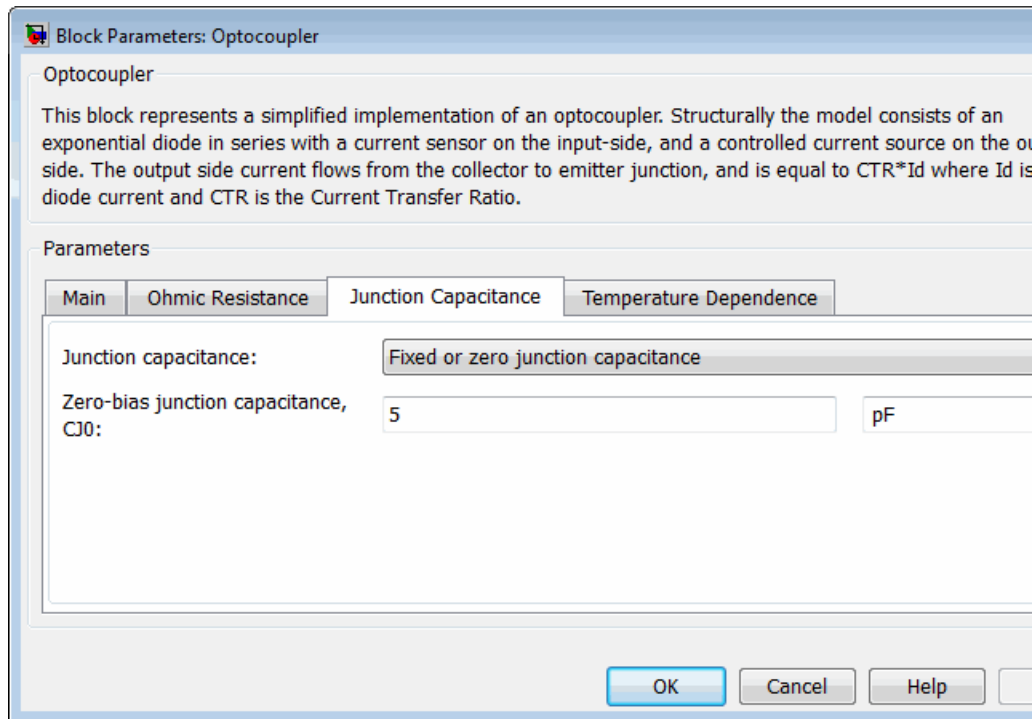 Block Parameters: Optocoupler
Optocoupler
This block represents a simplified implementation of an optocoupler. Structurally the model consists of an
exponential diode in series with a current sensor on the input-side, and a controlled current source on the
side. The output side current flows from the collector to emitter junction, and is equal to CTR*Id where Id is
diode current and CTR is the Current Transfer Ratio.
Parameters
Main Ohmic Resistance Junction Capacitance Temperature Dependence
Junction capacitance: Fixed or zero junction capacitance
Zero-bias junction capacitance,
CJ0: 5 pF
OK Cancel Help